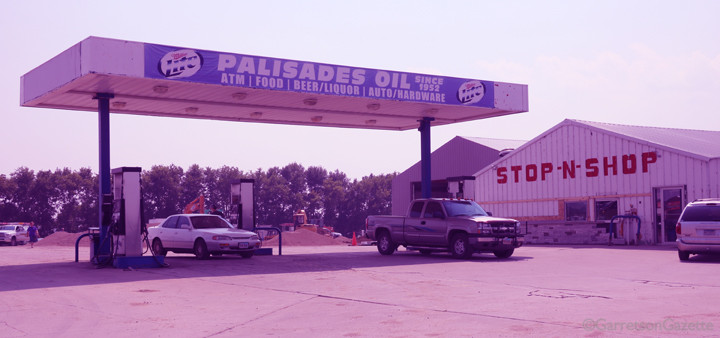 Lite
PALISADES OIL SINCE 1952
ATM | FOOD | BEER/LIQUOR | AUTO/HARDWARE
Lite
STOP-N-SHOP
©GarretsonGazette